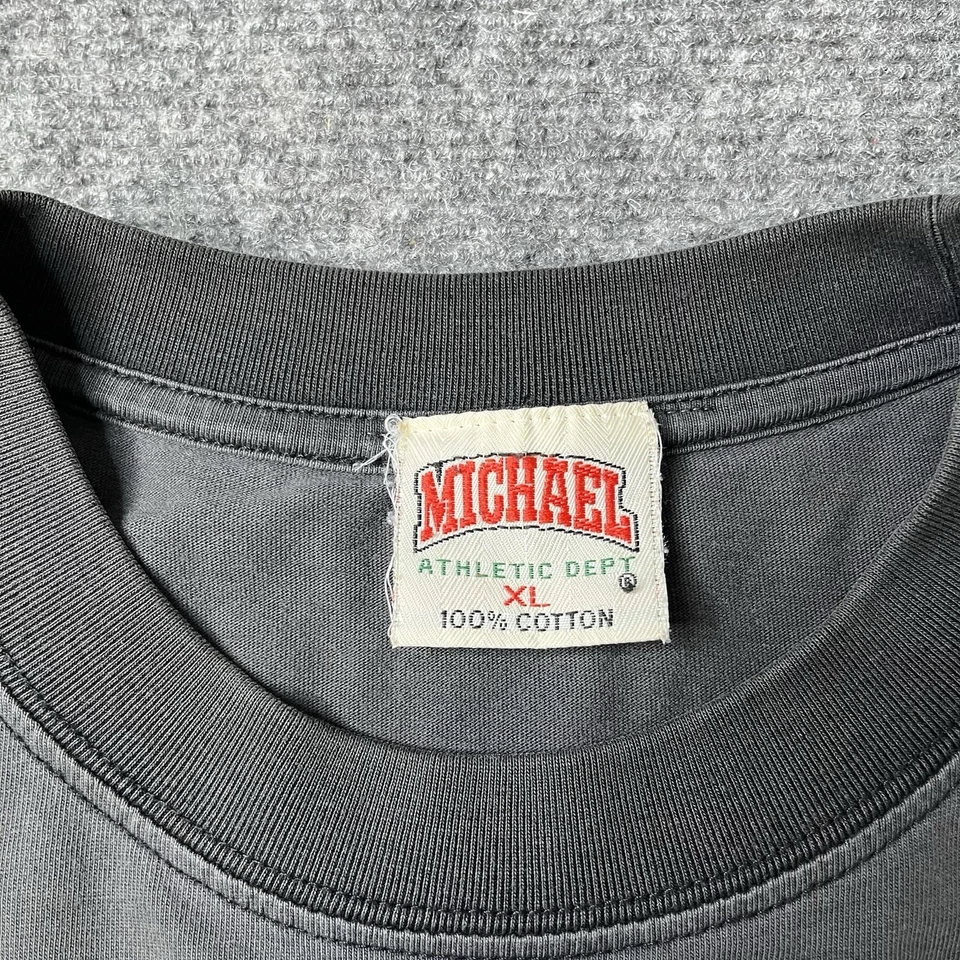 MICHAEL
ATHLETIC DEPT
®
XL
100% COTTON